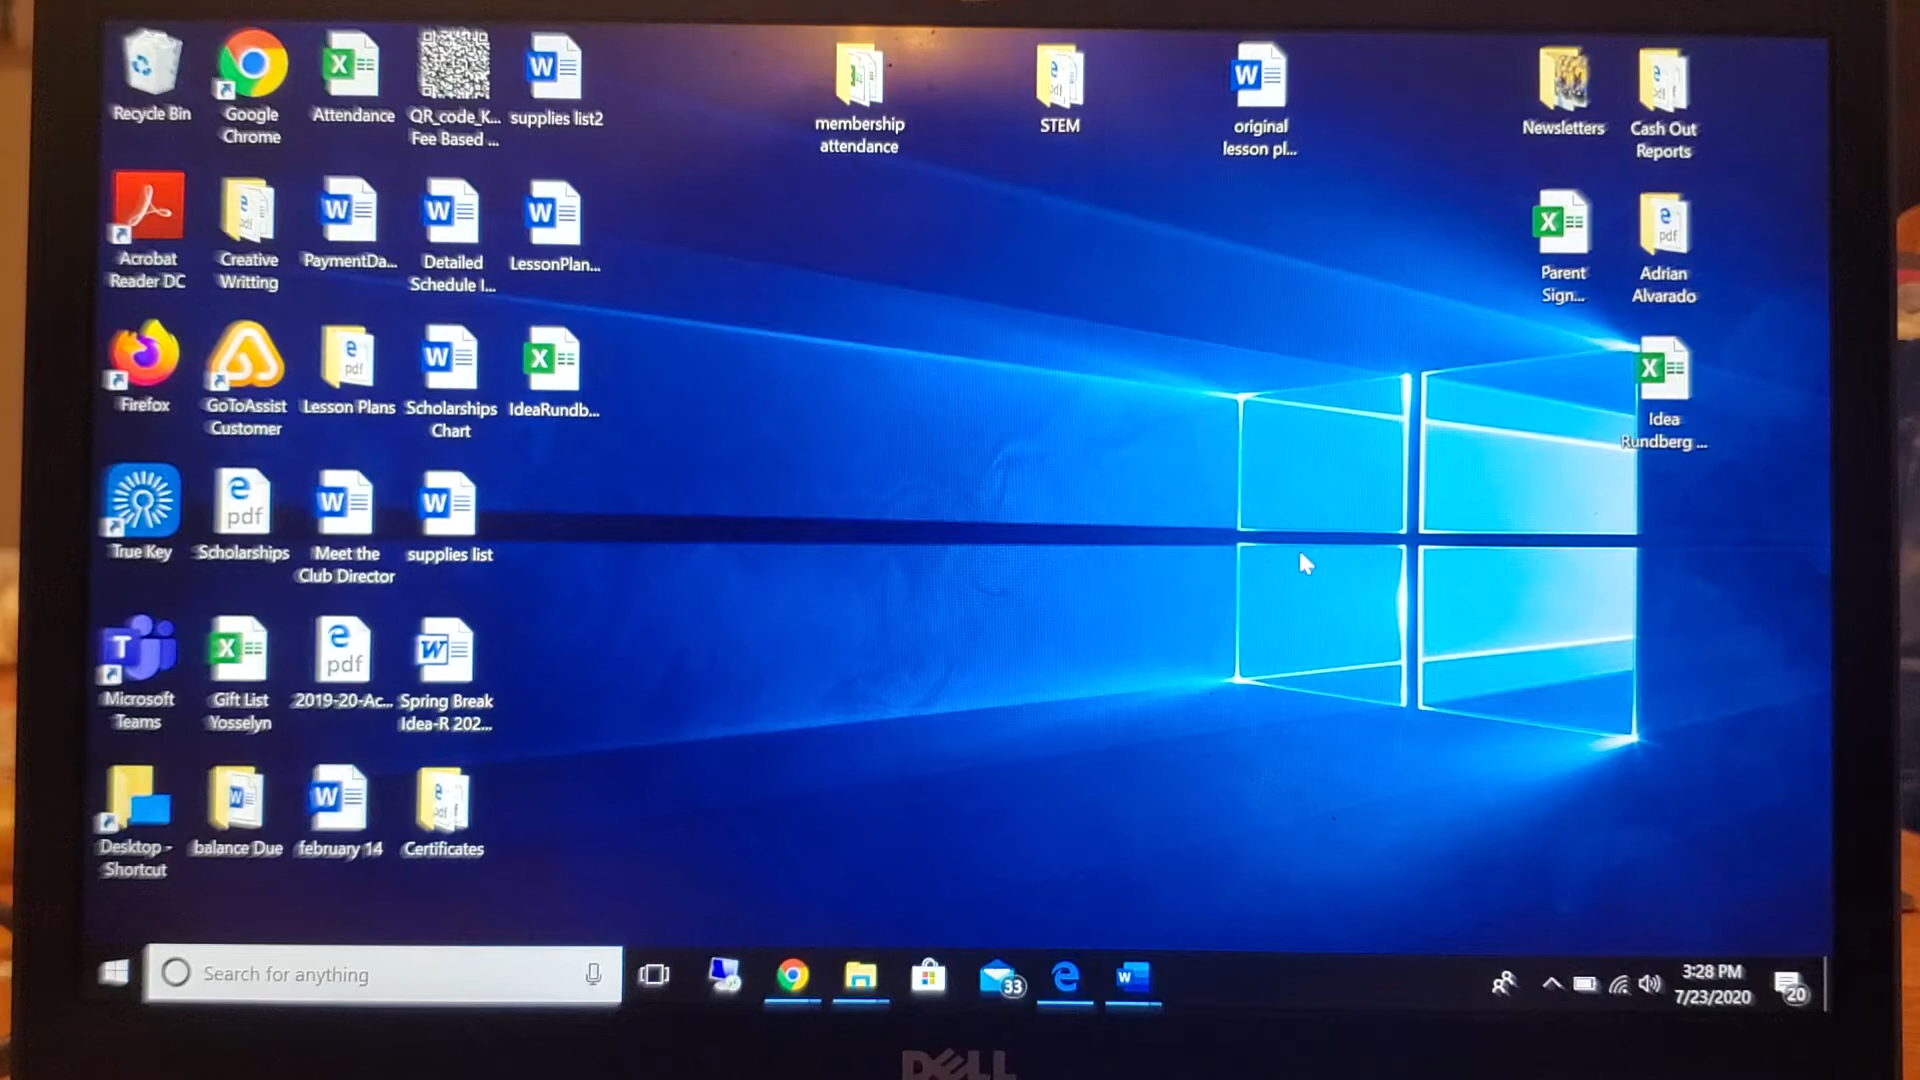 Recycle Bin
Google
Chrome
Attendance
QR_code_K...
Fee Based ...
supplies list2
membership
attendance
STEM
original
lesson pl...
Newsletters
Cash Out
Reports
Acrobat
Reader DC
Creative
Writting
PaymentDa...
Detailed
Schedule I...
LessonPlan...
Parent
Sign...
Adrian
Alvarado
Firefox
GoToAssist
Customer
Lesson Plans
Scholarships
Chart
IdeaRundb...
Idea
Rundberg ...
True Key
Scholarships
Meet the
Club Director
supplies list
Microsoft
Teams
Gift List
Yosselyn
2019-20-Ac...
Spring Break
Idea-R 202...
Desktop -
Shortcut
balance Due
february 14
Certificates
Search for anything
33
3:28 PM
7/23/2020
20
DELL